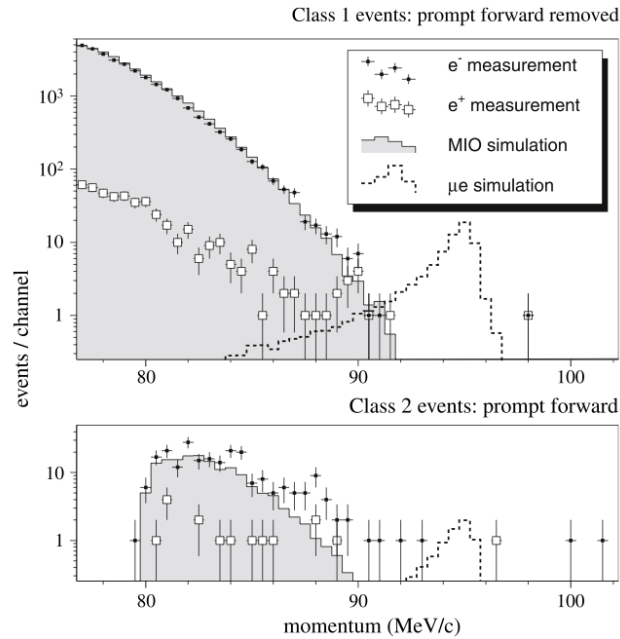 Class 1 events: prompt forward removed
10³
10²
10
1
80
90
100
e⁻ measurement
e⁺ measurement
MIO simulation
μe simulation
events / channel
Class 2 events: prompt forward
10
1
80
90
100
momentum (MeV/c)